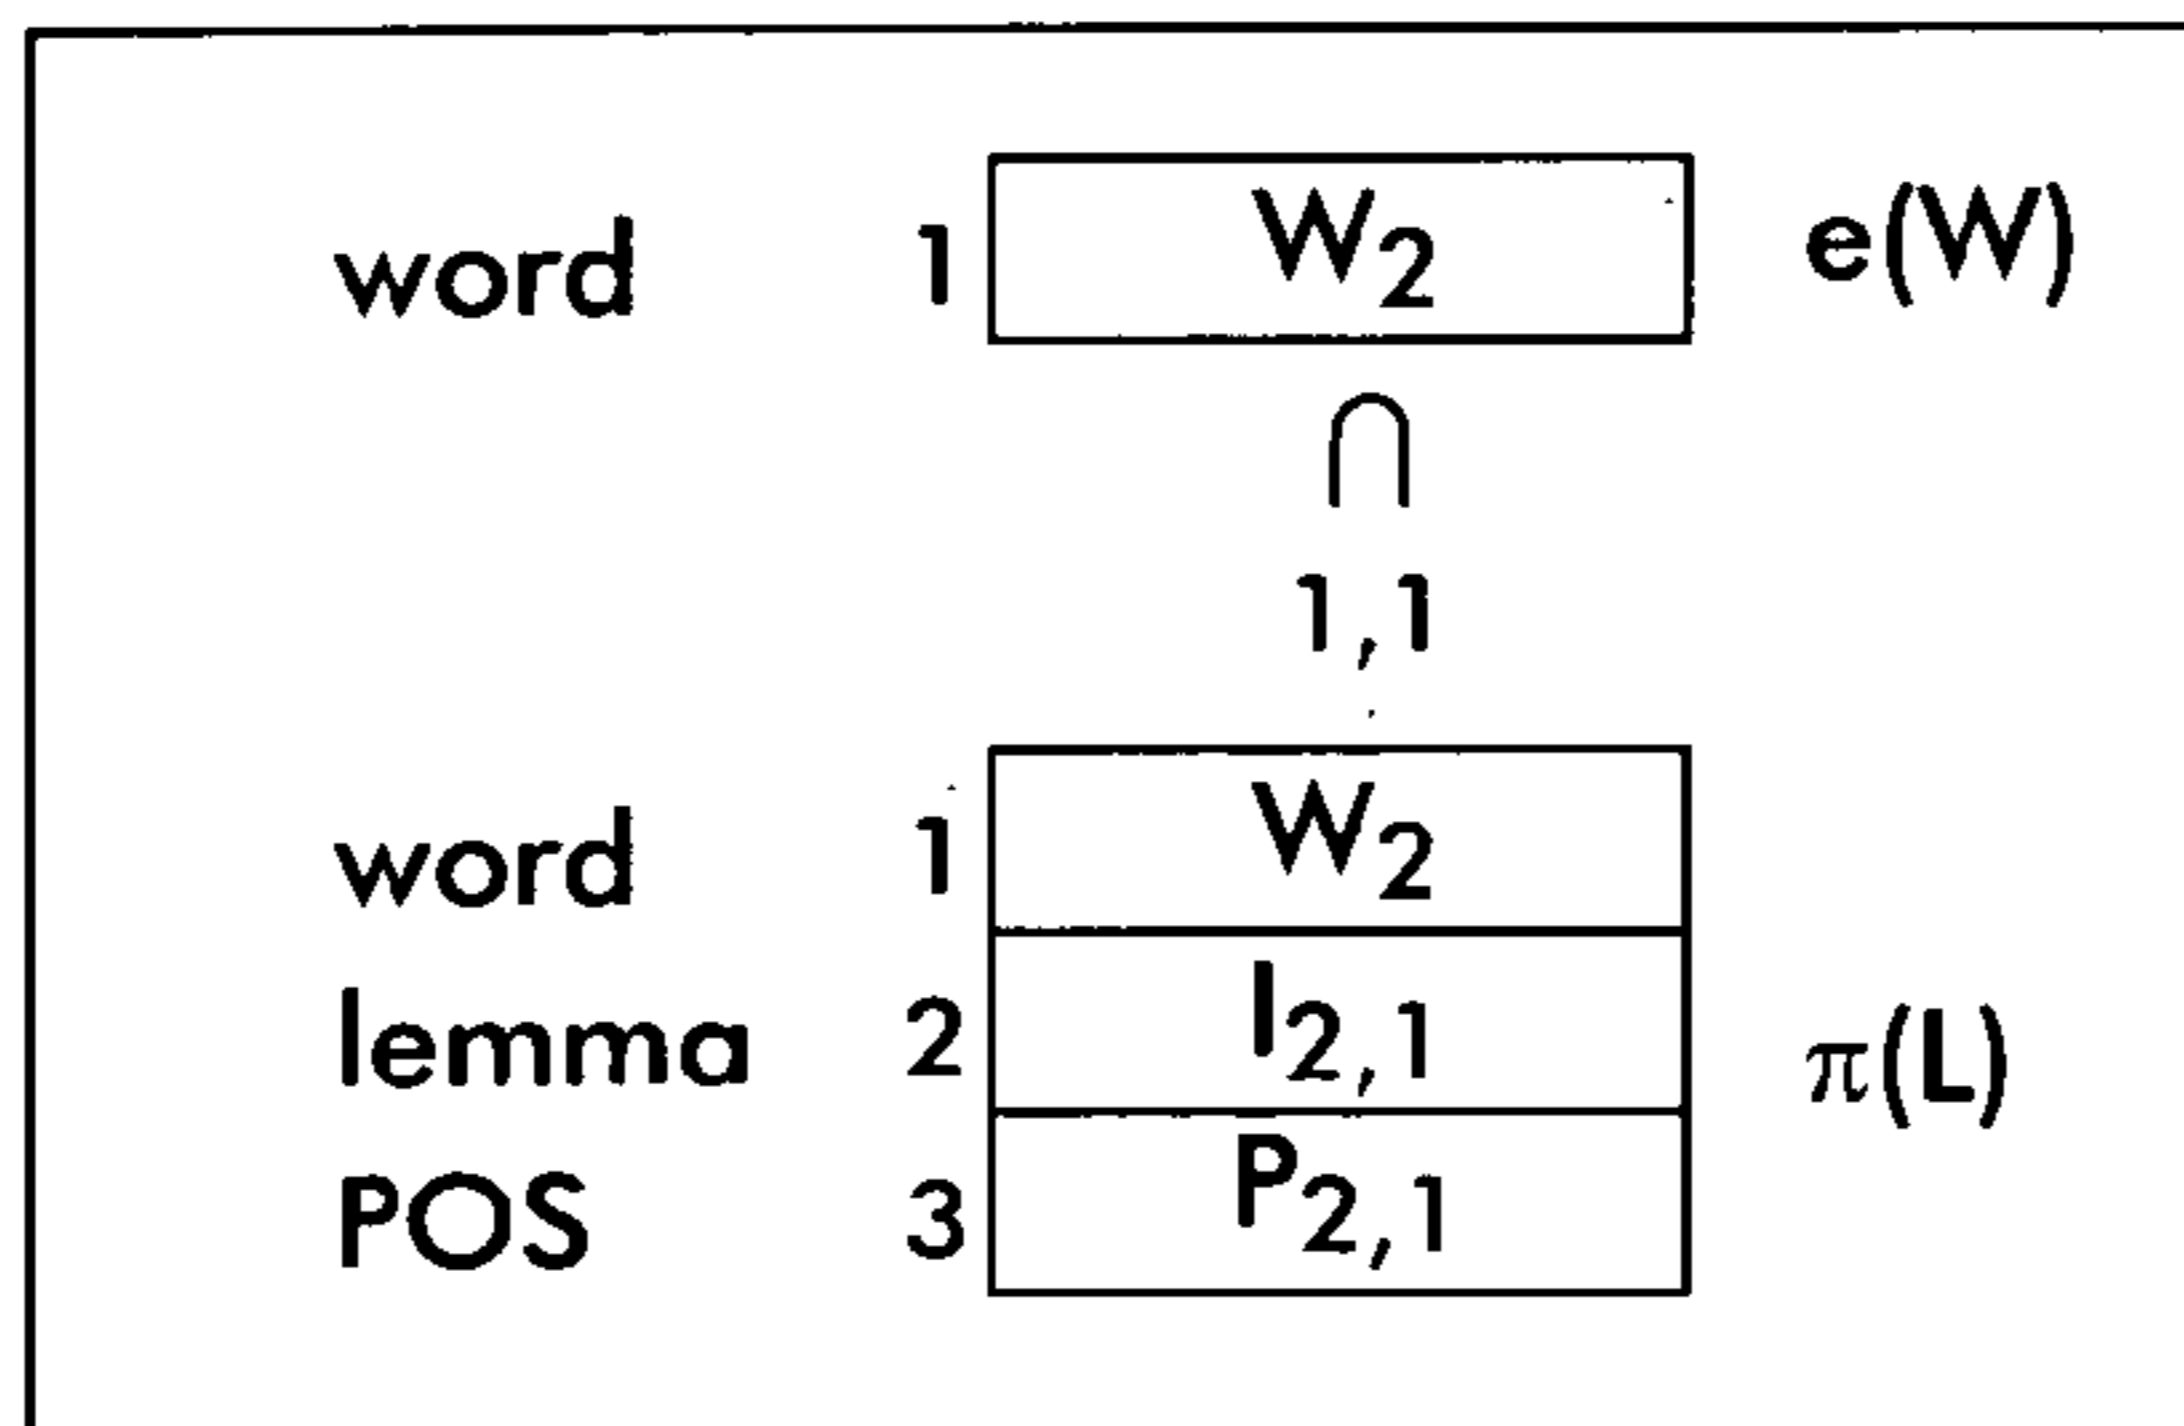 word 1 W₂ e(W)
∩
1,1
word 1 W₂
lemma 2 l₂,₁ π(L)
POS 3 P₂,₁